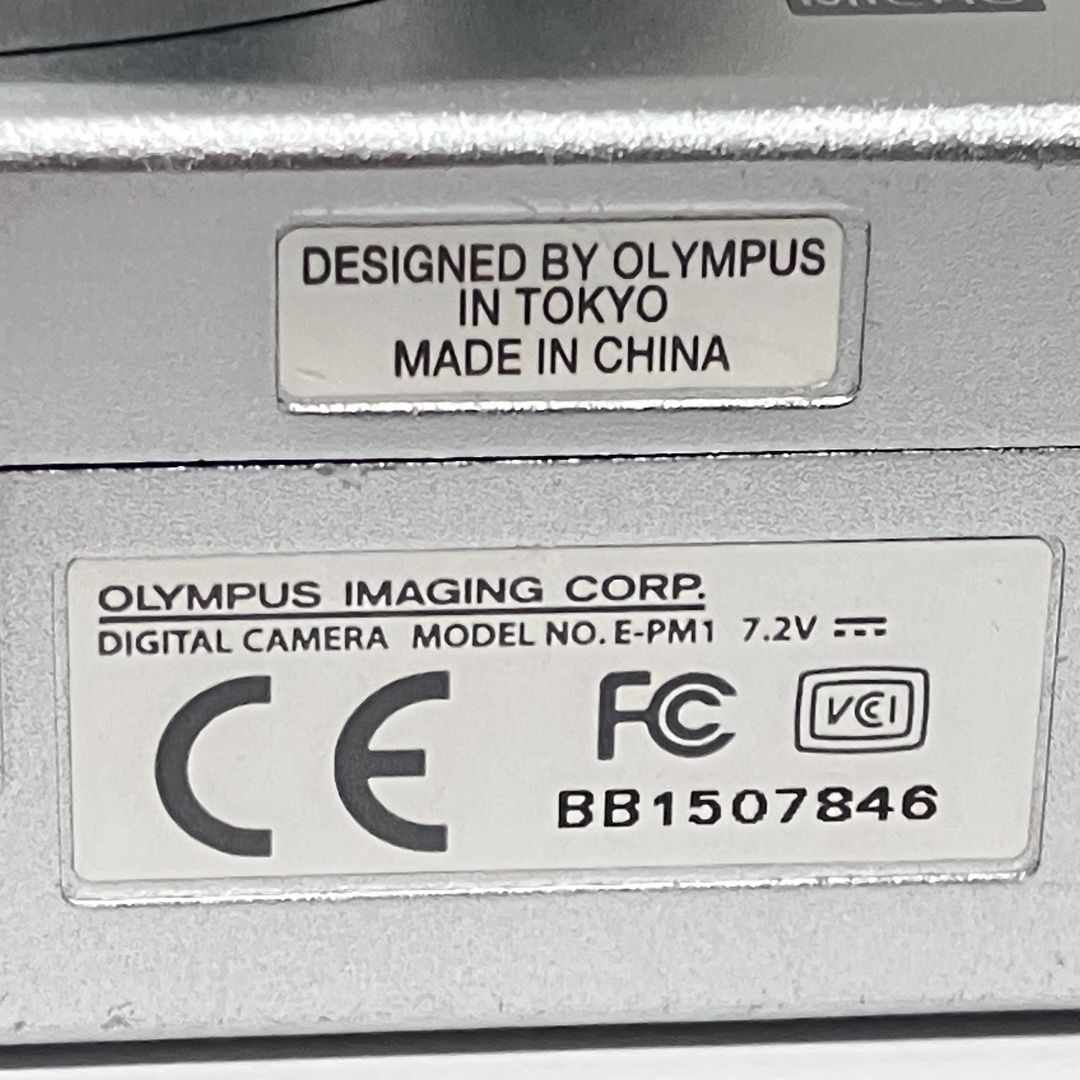 DESIGNED BY OLYMPUS
IN TOKYO
MADE IN CHINA
OLYMPUS IMAGING CORP.
DIGITAL CAMERA MODEL NO. E-PM1 7.2V
CE FC VCI
BB1507846